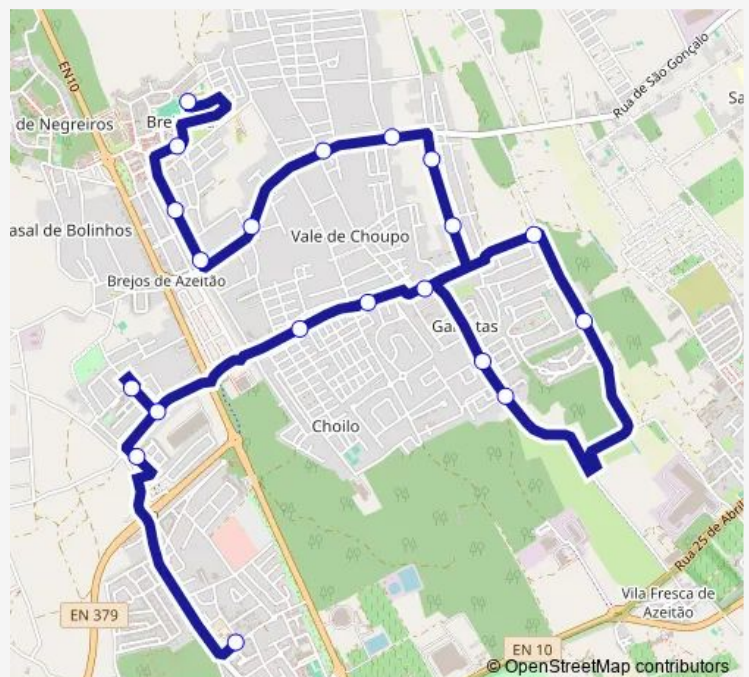 EN10
Rua de São Gonçalo
Sa
de Negreiros
Bre
asal de Bolinhos
Vale de Choupo
Brejos de Azeitão
Ga
tas
Choilo
Rua 25 de Abril
Vila Fresca de
Azeitão
EN 379
EN 10
© OpenStreetMap contributors